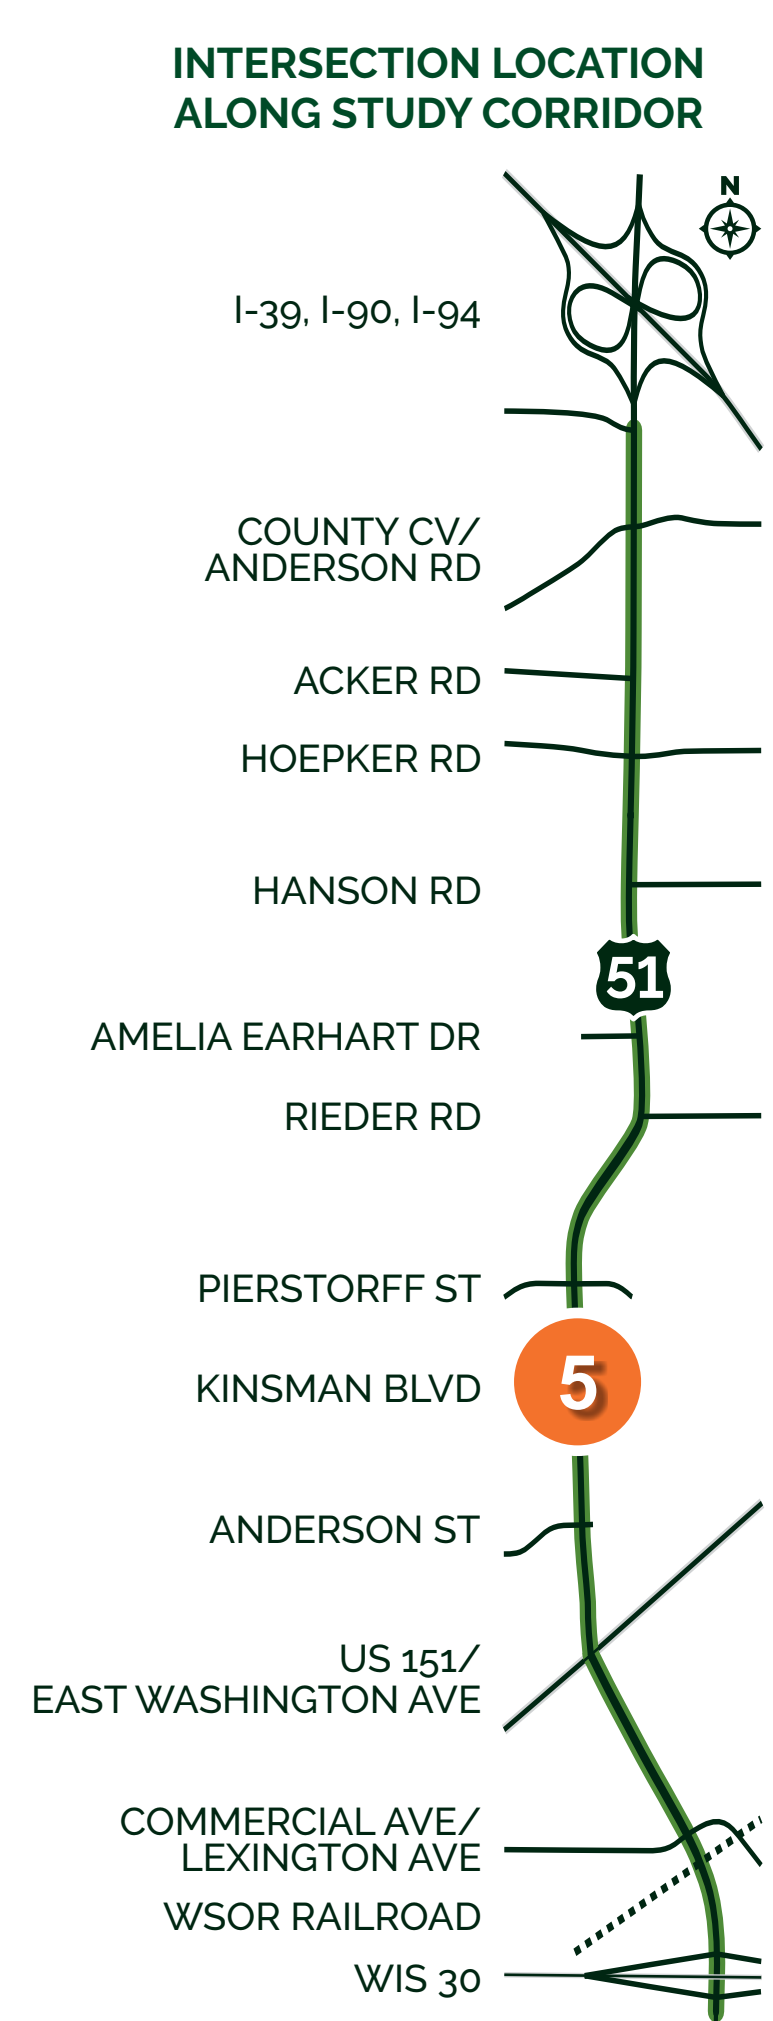 INTERSECTION LOCATION
ALONG STUDY CORRIDOR
N
I-39, I-90, I-94
COUNTY CV/
ANDERSON RD
ACKER RD
HOEPKER RD
HANSON RD
51
AMELIA EARHART DR
RIEDER RD
PIERSTORFF ST
KINSMAN BLVD
5
ANDERSON ST
US 151/
EAST WASHINGTON AVE
COMMERCIAL AVE/
LEXINGTON AVE
WSOR RAILROAD
WIS 30